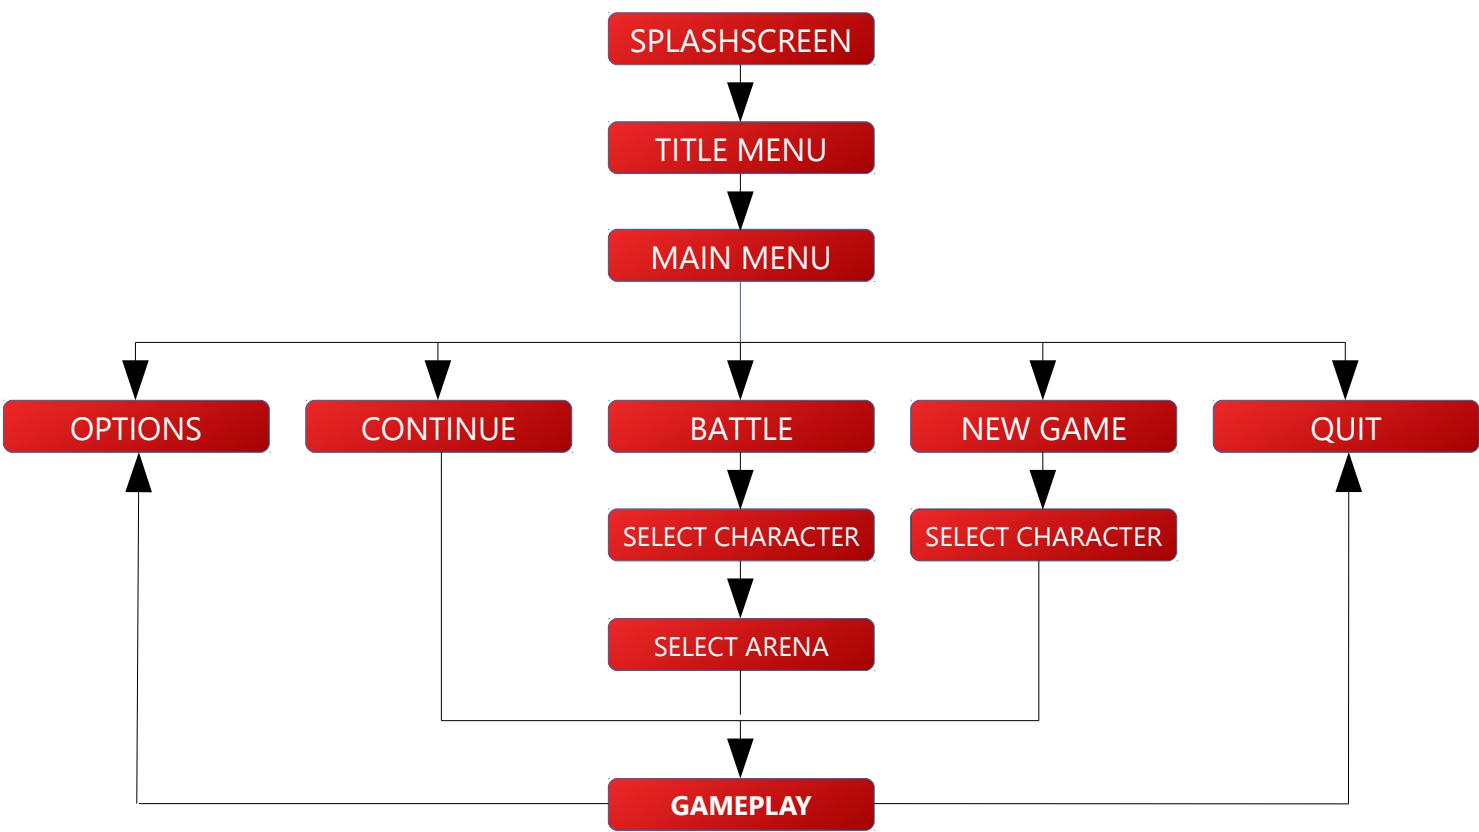 SPLASHSCREEN
TITLE MENU
MAIN MENU
OPTIONS
CONTINUE
BATTLE
NEW GAME
QUIT
SELECT CHARACTER
SELECT CHARACTER
SELECT ARENA
GAMEPLAY